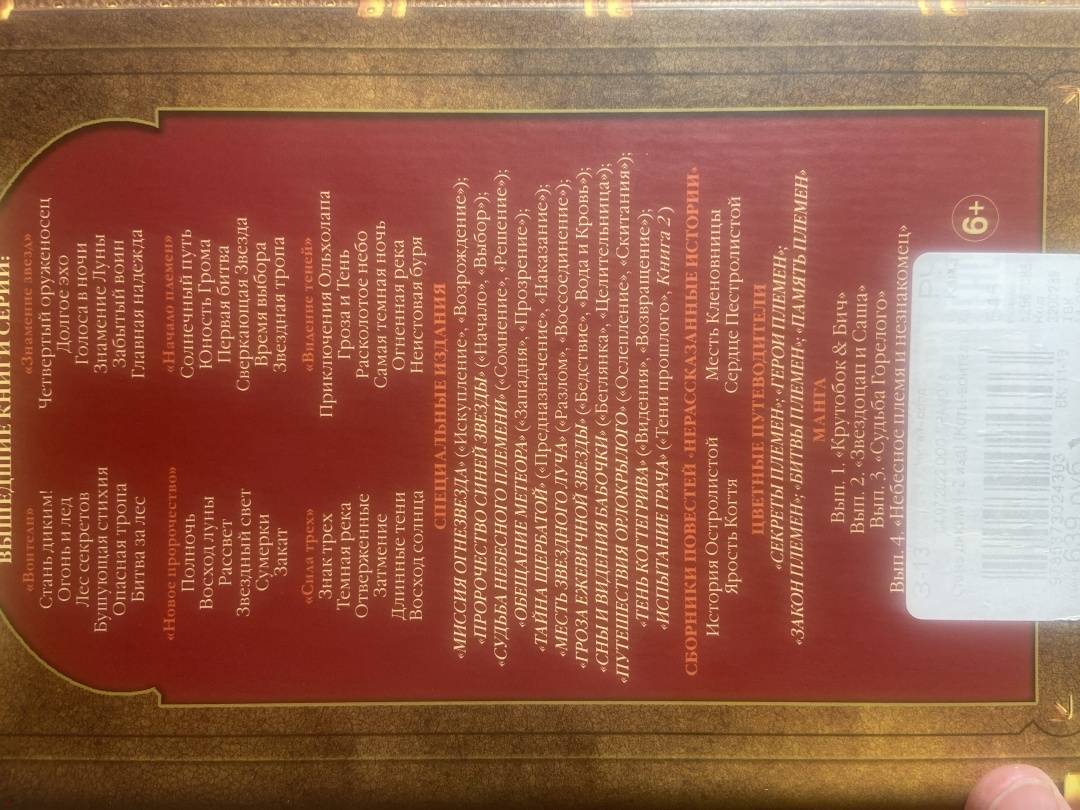 ВЫШЕДШИЕ КНИГИ СЕРИИ:
«Воители»
Стань диким!
Огонь и лед
Лес секретов
Бушующая стихия
Опасная тропа
Битва за лес
«Новое пророчество»
Полночь
Восход луны
Рассвет
Звездный свет
Сумерки
Закат
«Сила трех»
Знак трех
Темная река
Отверженные
Затмение
Длинные тени
Восход солнца
«Знамение звезд»
Четвертый оруженосец
Долгое эхо
Голоса в ночи
Знамение Луны
Забытый воин
Главная надежда
«Начало племен»
Солнечный путь
Юность Грома
Первая битва
Сверкающая Звезда
Время выбора
Звездная тропа
«Видение теней»
Приключения Ольхолапа
Гроза и Тень
Расколотое небо
Самая темная ночь
Огненная река
Неистовая буря
СПЕЦИАЛЬНЫЕ ИЗДАНИЯ
«МИССИЯ ОГНЕЗВЕЗДА» («Искупление», «Возрождение»);
«ПРОРОЧЕСТВО СИНЕЙ ЗВЕЗДЫ» («Начало», «Выбор»);
«СУДЬБА НЕБЕСНОГО ПЛЕМЕНИ» («Сомнение», «Решение»);
«ОБЕЩАНИЕ МЕТЕОРА» («Западня», «Прозрение»);
«ТАЙНА ЩЕРБАТОЙ» («Предназначение», «Наказание»);
«МЕСТЬ ЗВЕЗДНОГО ЛУЧА» («Разлом», «Воссоединение»);
«ГРОЗА ЕЖЕВИЧНОЙ ЗВЕЗДЫ» («Бедствие», «Вода и Кровь»);
«СНЫ И ВИДЕНИЯ БАБОЧКИ» («Беглянка», «Целительница»);
«ПУТЕШЕСТВИЯ ОРЛОКРЫЛОГО» («Ослепление», «Скитания»);
«ТЕНЬ КОГТЕГРИВА» («Видения», «Возвращение»);
«ИСПЫТАНИЕ ГРАЧА» («Тени прошлого», Книга 2)
СБОРНИКИ ПОВЕСТЕЙ «НЕРАССКАЗАННЫЕ ИСТОРИИ»
История Остролистой
Ярость Когтя
Месть Кленовницы
Сердце Пестролистой
ЦВЕТНЫЕ ПУТЕВОДИТЕЛИ
«СЕКРЕТЫ ПЛЕМЕН»; «ГЕРОИ ПЛЕМЕН»;
«ЗАКОН ПЛЕМЕН»; «БИТВЫ ПЛЕМЕН»; «ПАМЯТЬ ПЛЕМЕН»
МАНГА
Вып. 1. «Крутобок & Бич»
Вып. 2. «Звездоцап и Саша»
Вып. 3. «Судьба Горелого»
Вып. 4. «Небесное племя и незнакомец»
6+